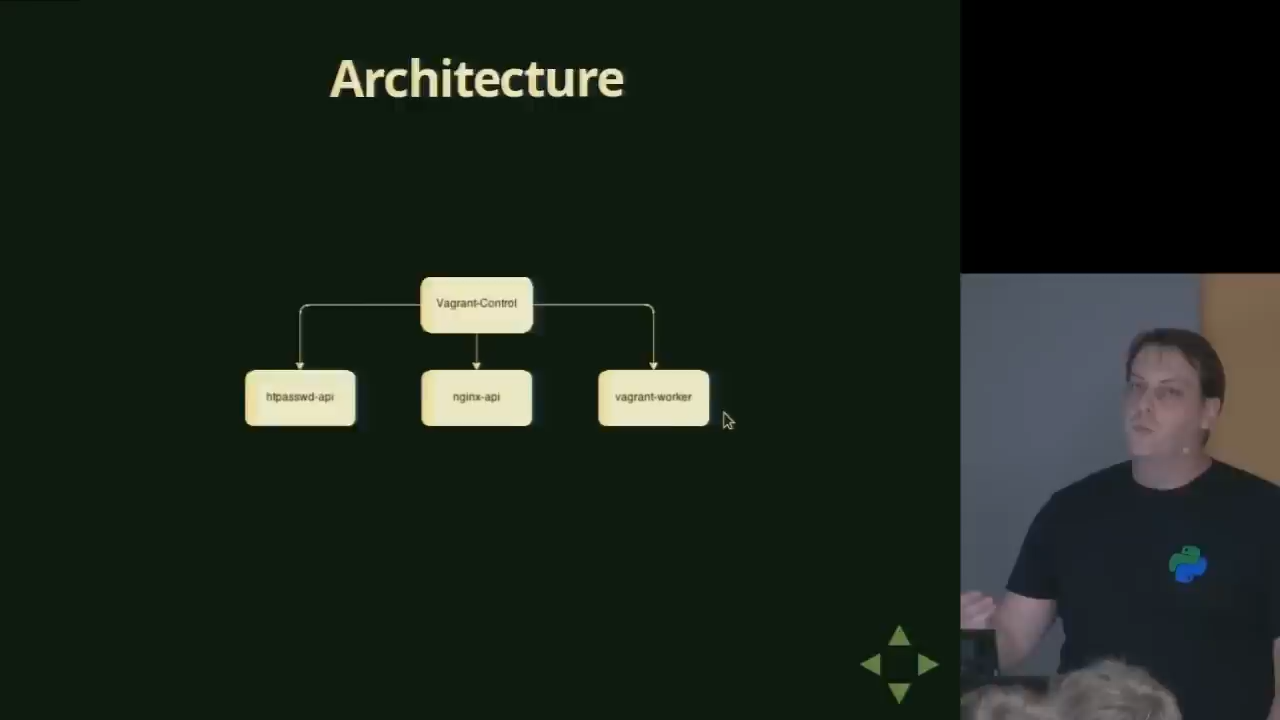 Architecture
Vagrant-Control
htpasswd-api
nginx-api
vagrant-worker